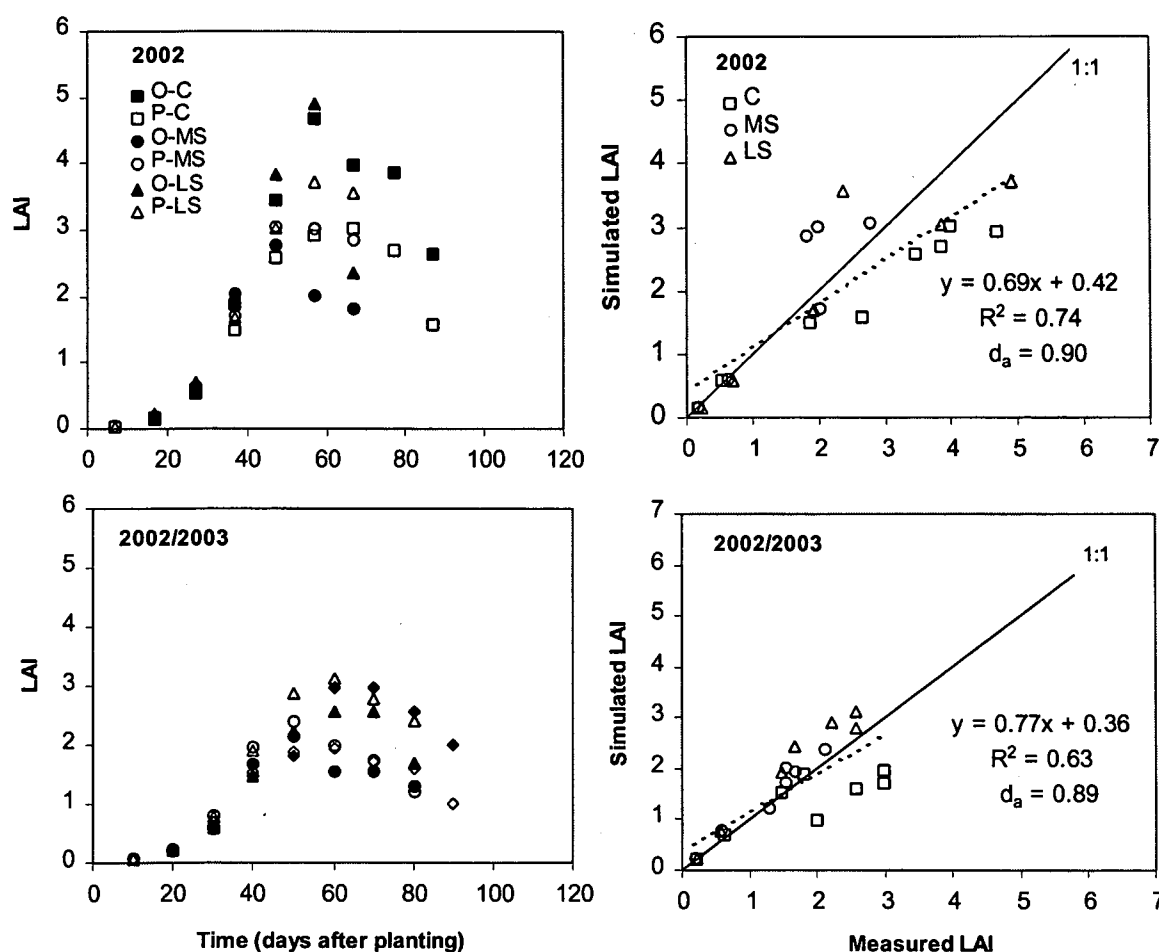 6
5
4
3
2
1
0
LAI
2002
O-C
P-C
O-MS
P-MS
O-LS
P-LS
0 20 40 60 80 100 120
6
5
4
3
2
1
0
Simulated LAI
2002
C
MS
LS
1:1
y = 0.69x + 0.42
R² = 0.74
dₐ = 0.90
0 1 2 3 4 5 6 7
6
5
4
3
2
1
0
LAI
2002/2003
0 20 40 60 80 100 120
Time (days after planting)
7
6
5
4
3
2
1
0
Simulated LAI
2002/2003
1:1
y = 0.77x + 0.36
R² = 0.63
dₐ = 0.89
0 1 2 3 4 5 6 7
Measured LAI